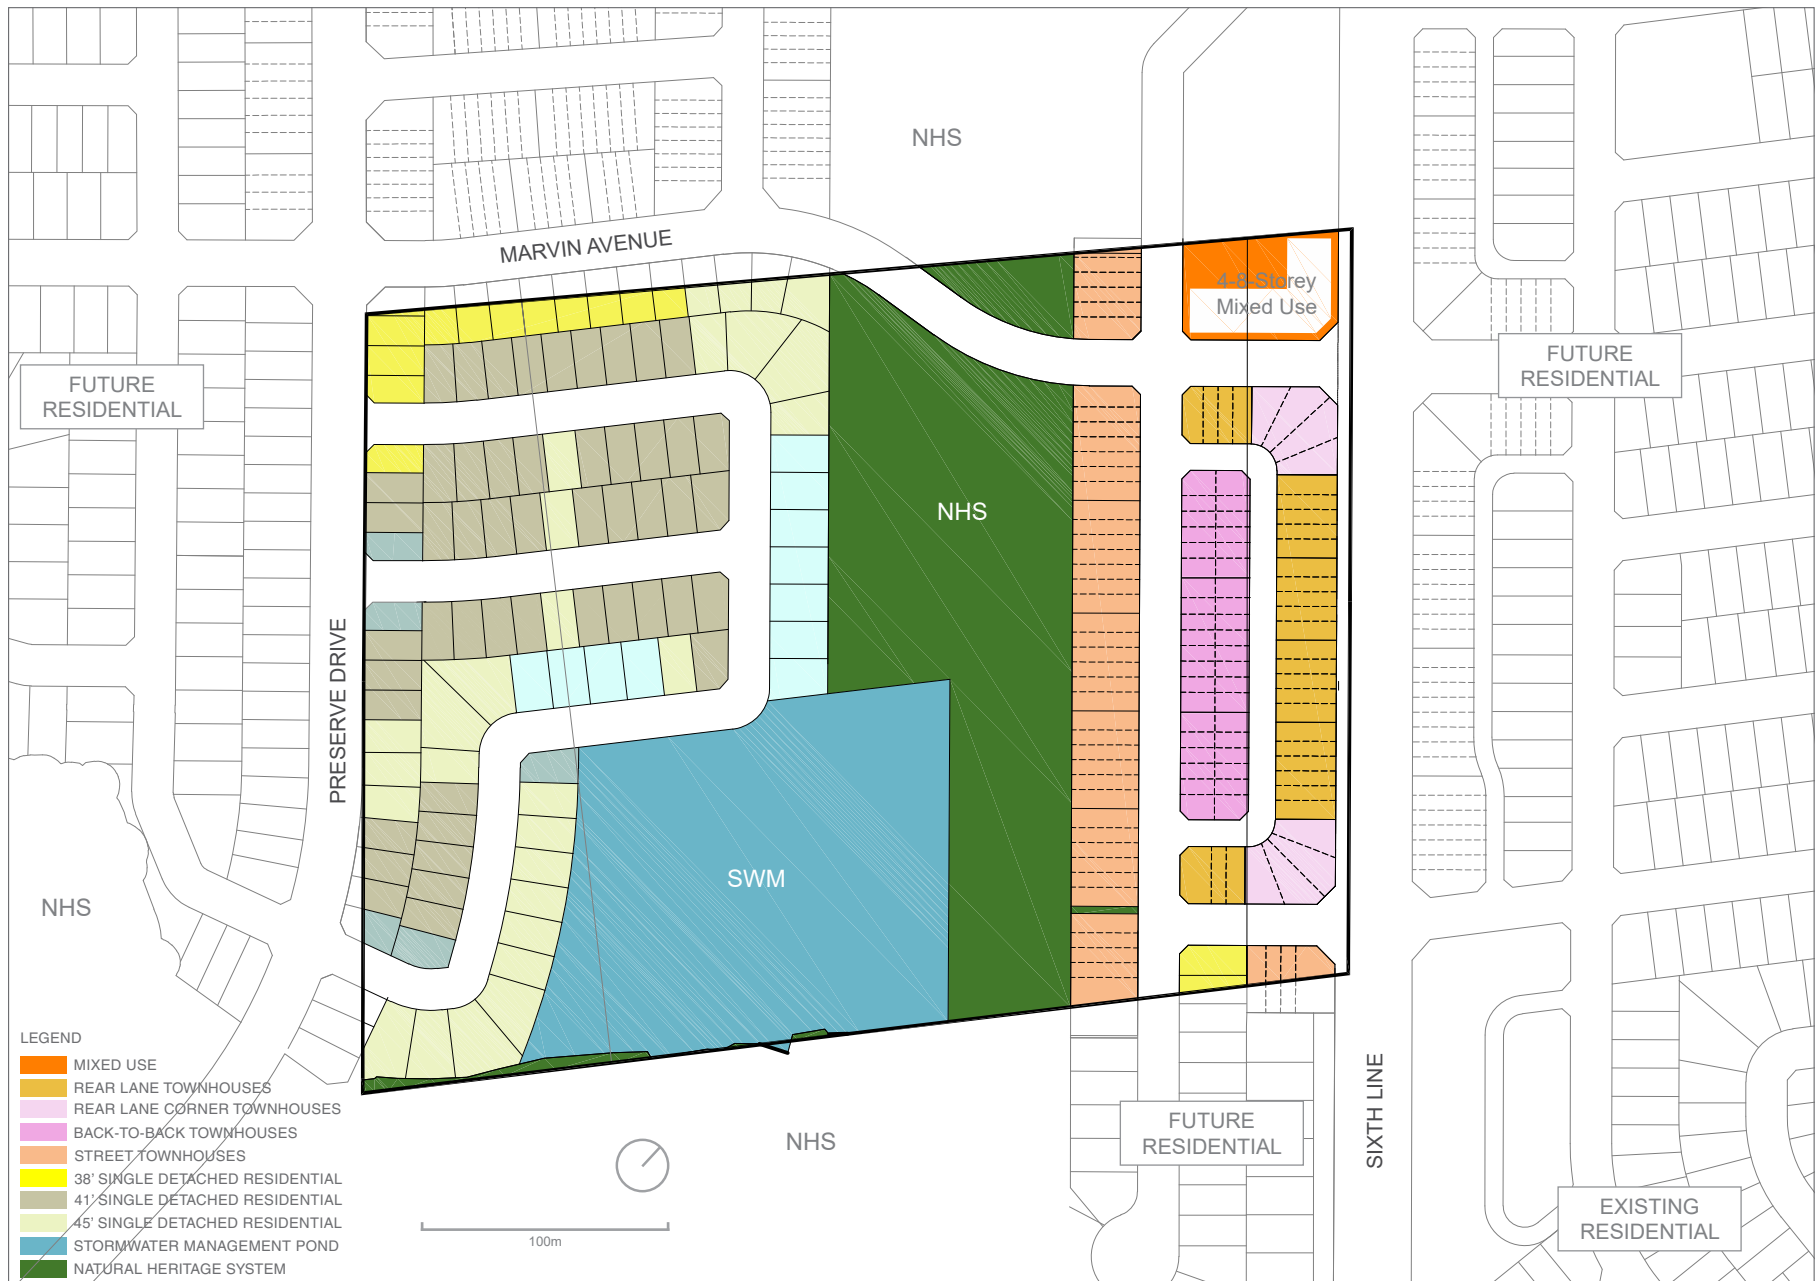 NHS
MARVIN AVENUE
4-8-Storey
Mixed Use
FUTURE
RESIDENTIAL
FUTURE
RESIDENTIAL
NHS
PRESERVE DRIVE
SWM
NHS
LEGEND
MIXED USE
REAR LANE TOWNHOUSES
REAR LANE CORNER TOWNHOUSES
BACK-TO-BACK TOWNHOUSES
STREET TOWNHOUSES
38' SINGLE DETACHED RESIDENTIAL
41' SINGLE DETACHED RESIDENTIAL
45' SINGLE DETACHED RESIDENTIAL
STORMWATER MANAGEMENT POND
NATURAL HERITAGE SYSTEM
100m
NHS
FUTURE
RESIDENTIAL
SIXTH LINE
EXISTING
RESIDENTIAL